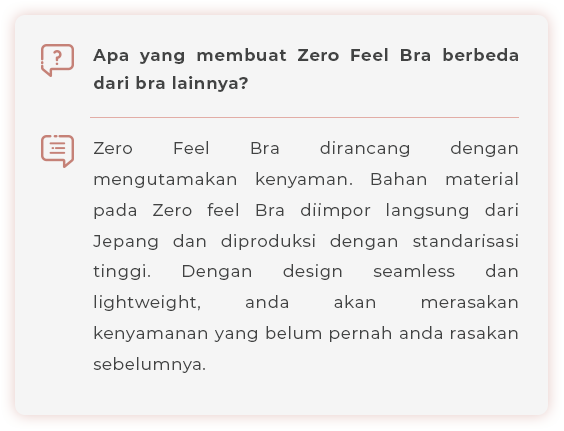 Apa yang membuat Zero Feel Bra berbeda
dari bra lainnya?
Zero Feel Bra dirancang dengan
mengutamakan kenyaman. Bahan material
pada Zero feel Bra diimpor langsung dari
Jepang dan diproduksi dengan standarisasi
tinggi. Dengan design seamless dan
lightweight, anda akan merasakan
kenyamanan yang belum pernah anda rasakan
sebelumnya.